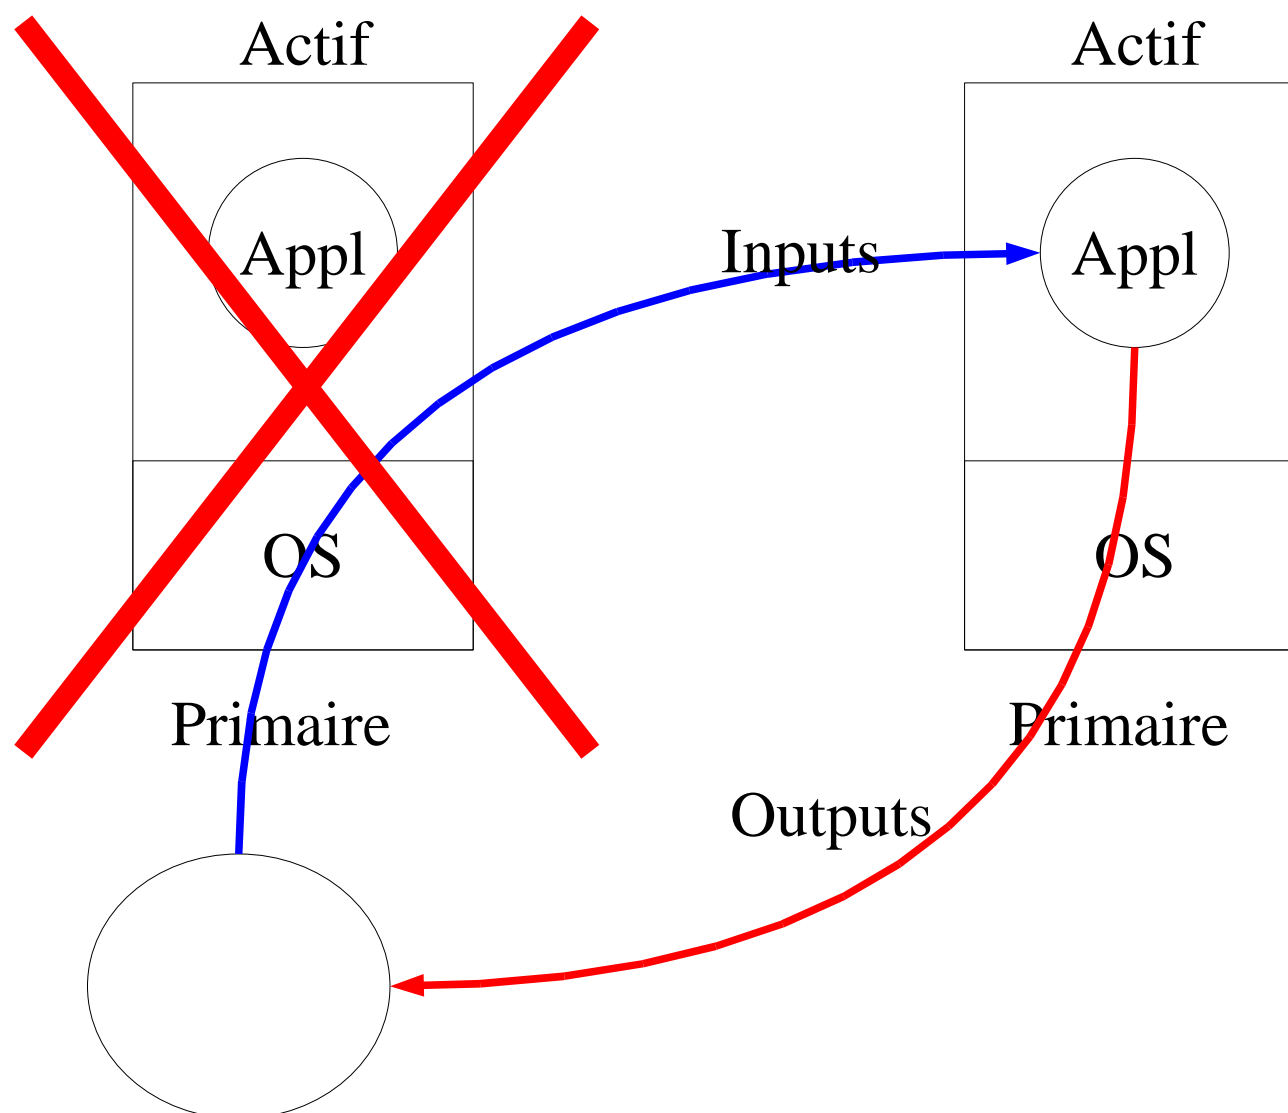 Actif
Actif
Appl
Inputs
Appl
OS
OS
Primaire
Primaire
Outputs